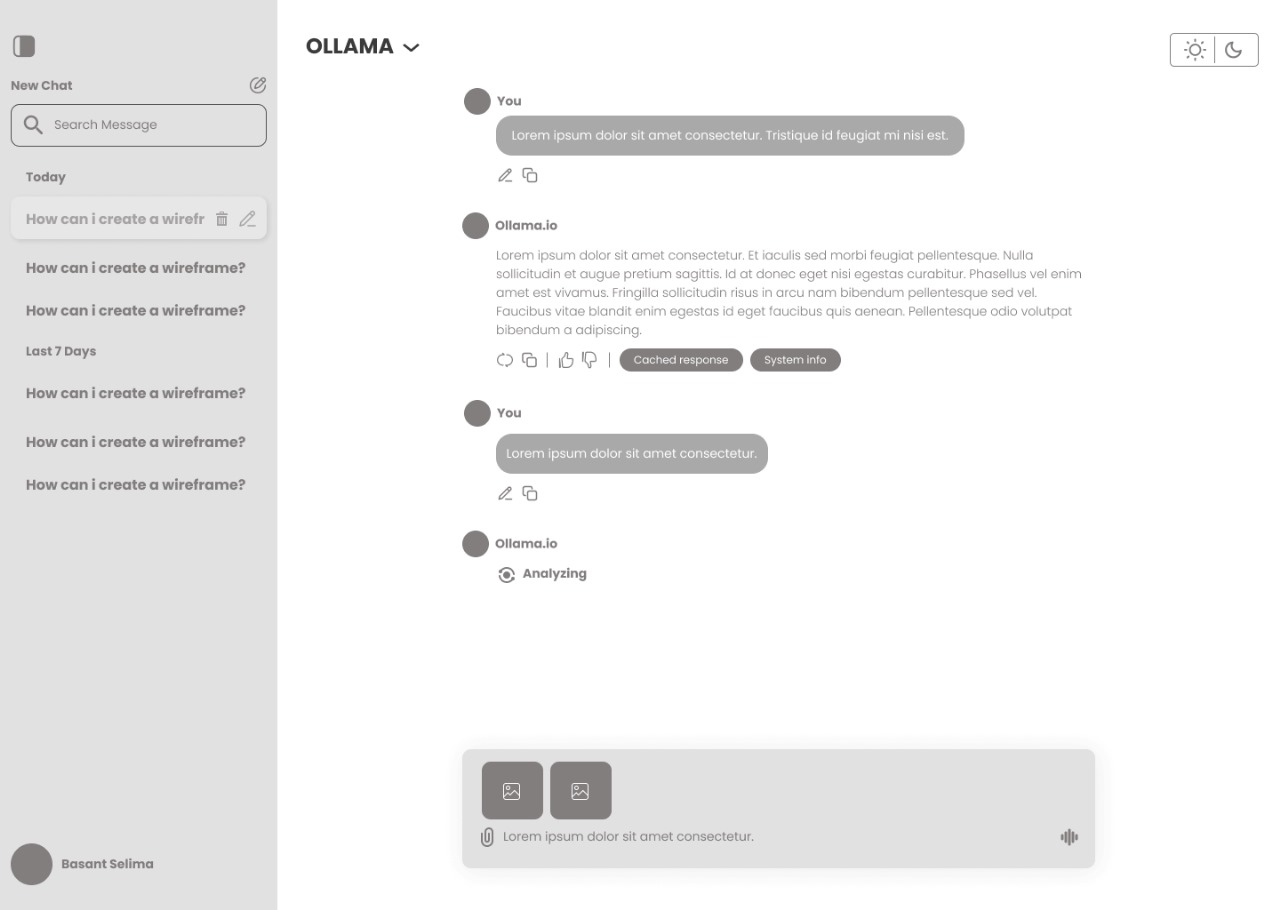 New Chat
Search Message
Today
How can i create a wirefr
How can i create a wireframe?
How can i create a wireframe?
Last 7 Days
How can i create a wireframe?
How can i create a wireframe?
How can i create a wireframe?
Basant Selima
OLLAMA
You
Lorem ipsum dolor sit amet consectetur. Tristique id feugiat mi nisi est.
Ollama.io
Lorem ipsum dolor sit amet consectetur. Et iaculis sed morbi feugiat pellentesque. Nulla
sollicitudin et augue pretium sagittis. Id at donec eget nisi egestas curabitur. Phasellus vel enim
amet est vivamus. Fringilla sollicitudin risus in arcu nam bibendum pellentesque sed vel.
Faucibus vitae blandit enim egestas id eget faucibus quis aenean. Pellentesque odio volutpat
bibendum a adipiscing.
Cached response
System info
You
Lorem ipsum dolor sit amet consectetur.
Ollama.io
Analyzing
Lorem ipsum dolor sit amet consectetur.